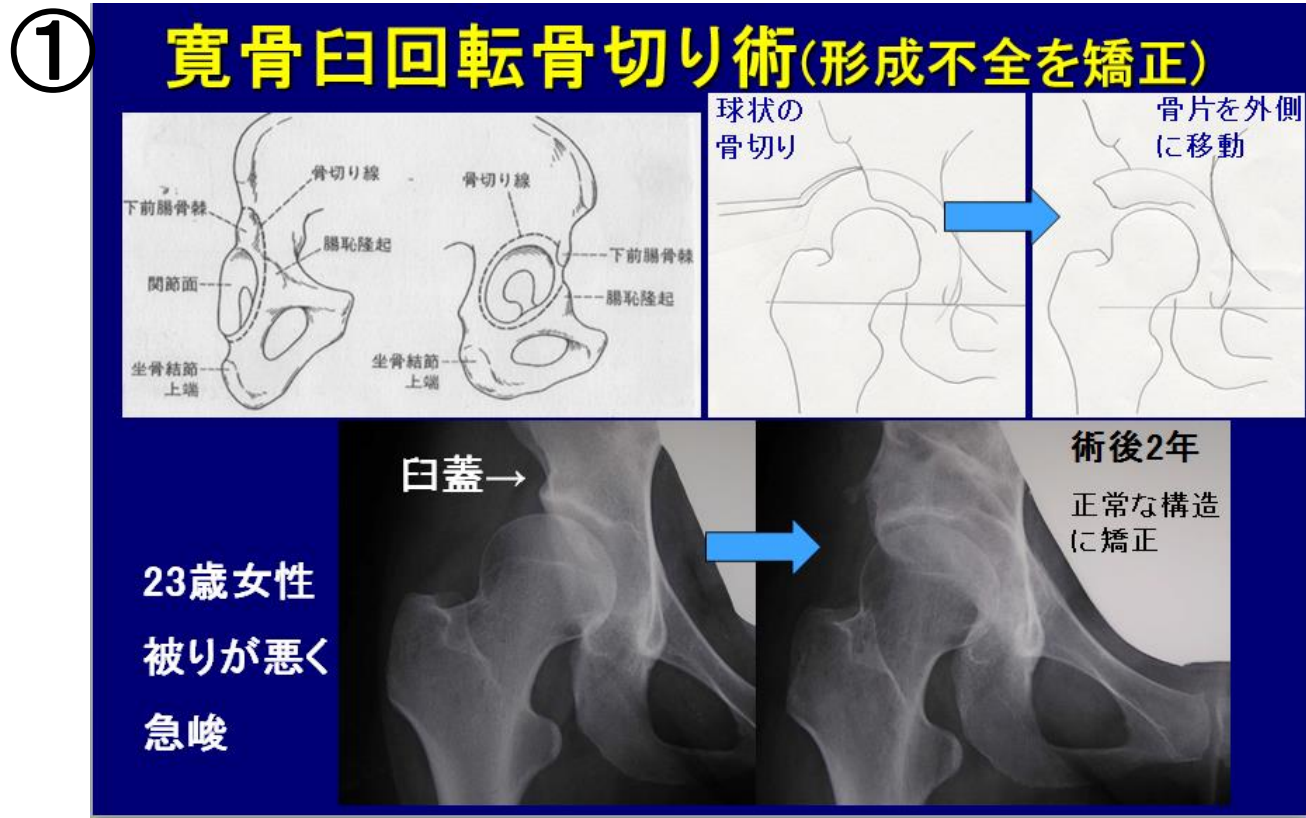 ①
寛骨臼回転骨切り術(形成不全を矯正)
骨切り線
下前腸骨棘
腸恥隆起
関節面
坐骨結節
上端
骨切り線
下前腸骨棘
腸恥隆起
坐骨結節
上端
球状の
骨切り
骨片を外側
に移動
臼蓋→
術後2年
正常な構造
に矯正
23歳女性
被りが悪く
急峻